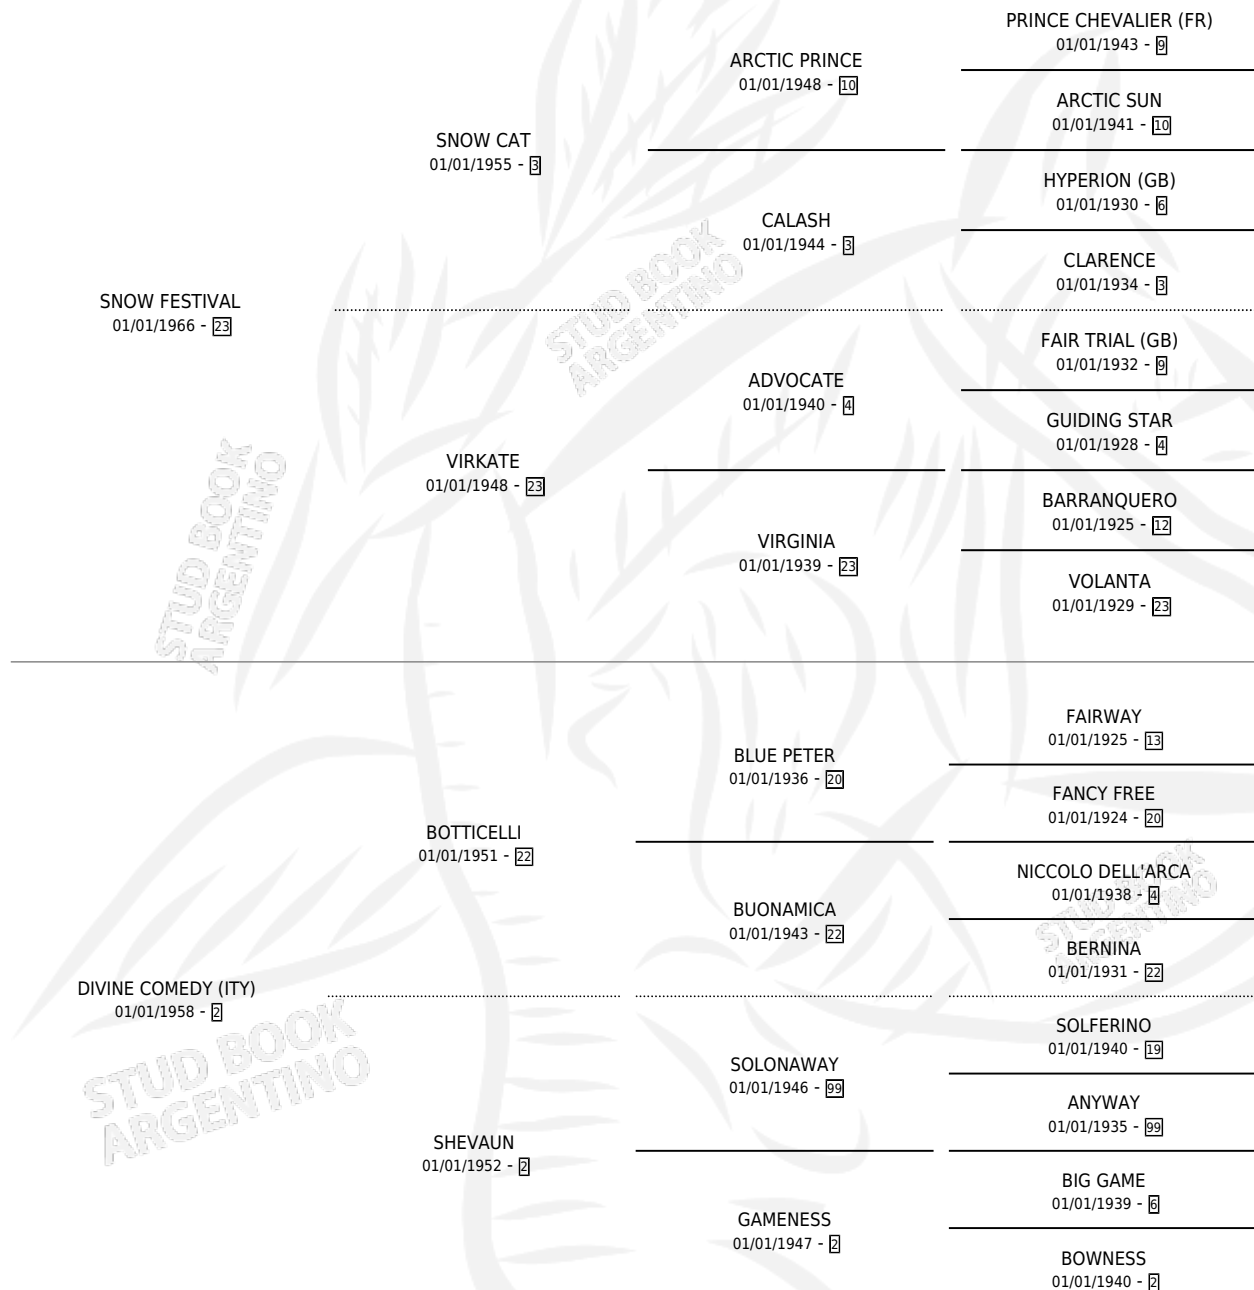 PRINCE CHEVALIER (FR)
01/01/1943 - 9
ARCTIC PRINCE
01/01/1948 - 10
ARCTIC SUN
01/01/1941 - 10
SNOW CAT
01/01/1955 - 3
HYPERION (GB)
01/01/1930 - 6
CALASH
01/01/1944 - 3
CLARENCE
01/01/1934 - 3
SNOW FESTIVAL
01/01/1966 - 23
FAIR TRIAL (GB)
01/01/1932 - 9
ADVOCATE
01/01/1940 - 4
GUIDING STAR
01/01/1928 - 4
VIRKATE
01/01/1948 - 23
BARRANQUERO
01/01/1925 - 12
VIRGINIA
01/01/1939 - 23
VOLANTA
01/01/1929 - 23
FAIRWAY
01/01/1925 - 13
BLUE PETER
01/01/1936 - 20
FANCY FREE
01/01/1924 - 20
BOTTICELLI
01/01/1951 - 22
NICCOLO DELL'ARCA
01/01/1938 - 4
BUONAMICA
01/01/1943 - 22
BERNINA
01/01/1931 - 22
DIVINE COMEDY (ITY)
01/01/1958 - 2
SOLFERINO
01/01/1940 - 19
SOLONAWAY
01/01/1946 - 99
ANYWAY
01/01/1935 - 99
SHEVAUN
01/01/1952 - 2
BIG GAME
01/01/1939 - 6
GAMENESS
01/01/1947 - 2
BOWNESS
01/01/1940 - 2
STUD BOOK
ARGENTINO
STUD BOOK
ARGENTINO
STUD BOOK
ARGENTINO
STUD BOOK
ARGENTINO